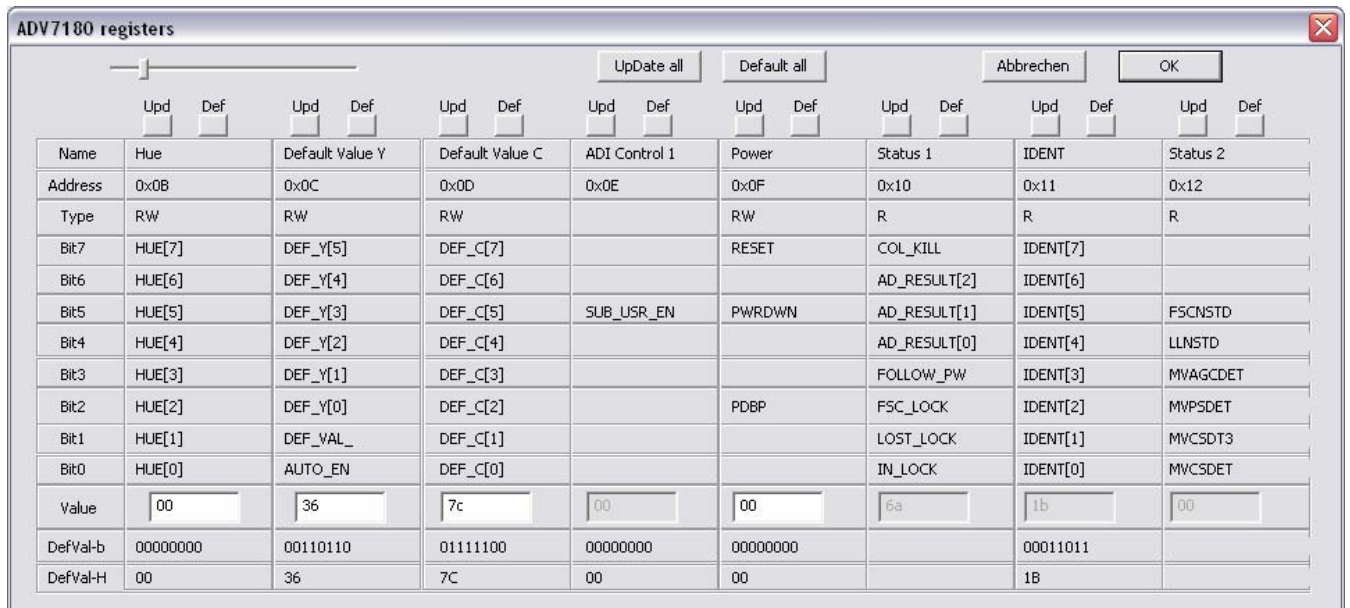 ADV7180 registers
UpDate all Default all Abbrechen OK
Upd Def Upd Def Upd Def Upd Def Upd Def Upd Def Upd Def Upd Def
Name Hue Default Value Y Default Value C ADI Control 1 Power Status 1 IDENT Status 2
Address 0x0B 0x0C 0x0D 0x0E 0x0F 0x10 0x11 0x12
Type RW RW RW RW R R R
Bit7 HUE[7] DEF_Y[5] DEF_C[7] RESET COL_KILL IDENT[7]
Bit6 HUE[6] DEF_Y[4] DEF_C[6] AD_RESULT[2] IDENT[6]
Bit5 HUE[5] DEF_Y[3] DEF_C[5] SUB_USR_EN PWRDWN AD_RESULT[1] IDENT[5] FSCNSTD
Bit4 HUE[4] DEF_Y[2] DEF_C[4] AD_RESULT[0] IDENT[4] LLNSTD
Bit3 HUE[3] DEF_Y[1] DEF_C[3] FOLLOW_PW IDENT[3] MVAGCDET
Bit2 HUE[2] DEF_Y[0] DEF_C[2] PDBP FSC_LOCK IDENT[2] MVPSDET
Bit1 HUE[1] DEF_VAL_ DEF_C[1] LOST_LOCK IDENT[1] MVCSDT3
Bit0 HUE[0] AUTO_EN DEF_C[0] IN_LOCK IDENT[0] MVCSDET
Value 00 36 7c 00 00 6a 1b 00
DefVal-b 00000000 00110110 01111100 00000000 00000000 00011011
DefVal-H 00 36 7C 00 00 1B